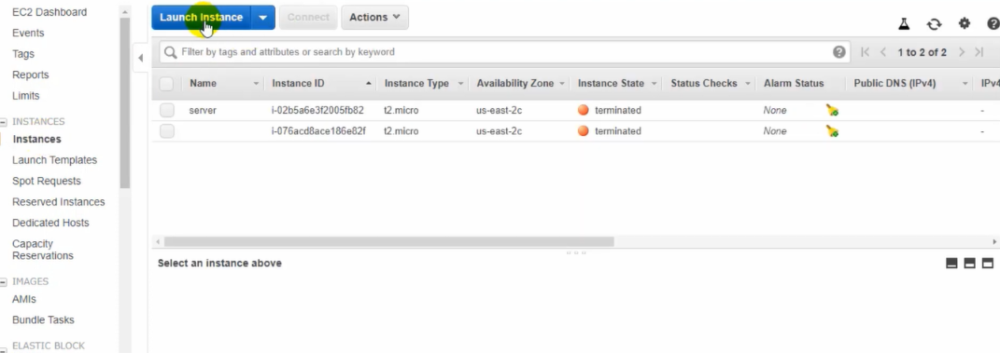 EC2 Dashboard
Events
Tags
Reports
Limits
INSTANCES
Instances
Launch Templates
Spot Requests
Reserved Instances
Dedicated Hosts
Capacity
Reservations
IMAGES
AMIs
Bundle Tasks
ELASTIC BLOCK
Launch Instance Connect Actions
Filter by tags and attributes or search by keyword 1 to 2 of 2
Name Instance ID Instance Type Availability Zone Instance State Status Checks Alarm Status Public DNS (IPv4) IPv4
server i-02b5a6e3f2005fb82 t2.micro us-east-2c terminated None -
i-076acd8ace186e82f t2.micro us-east-2c terminated None -
Select an instance above